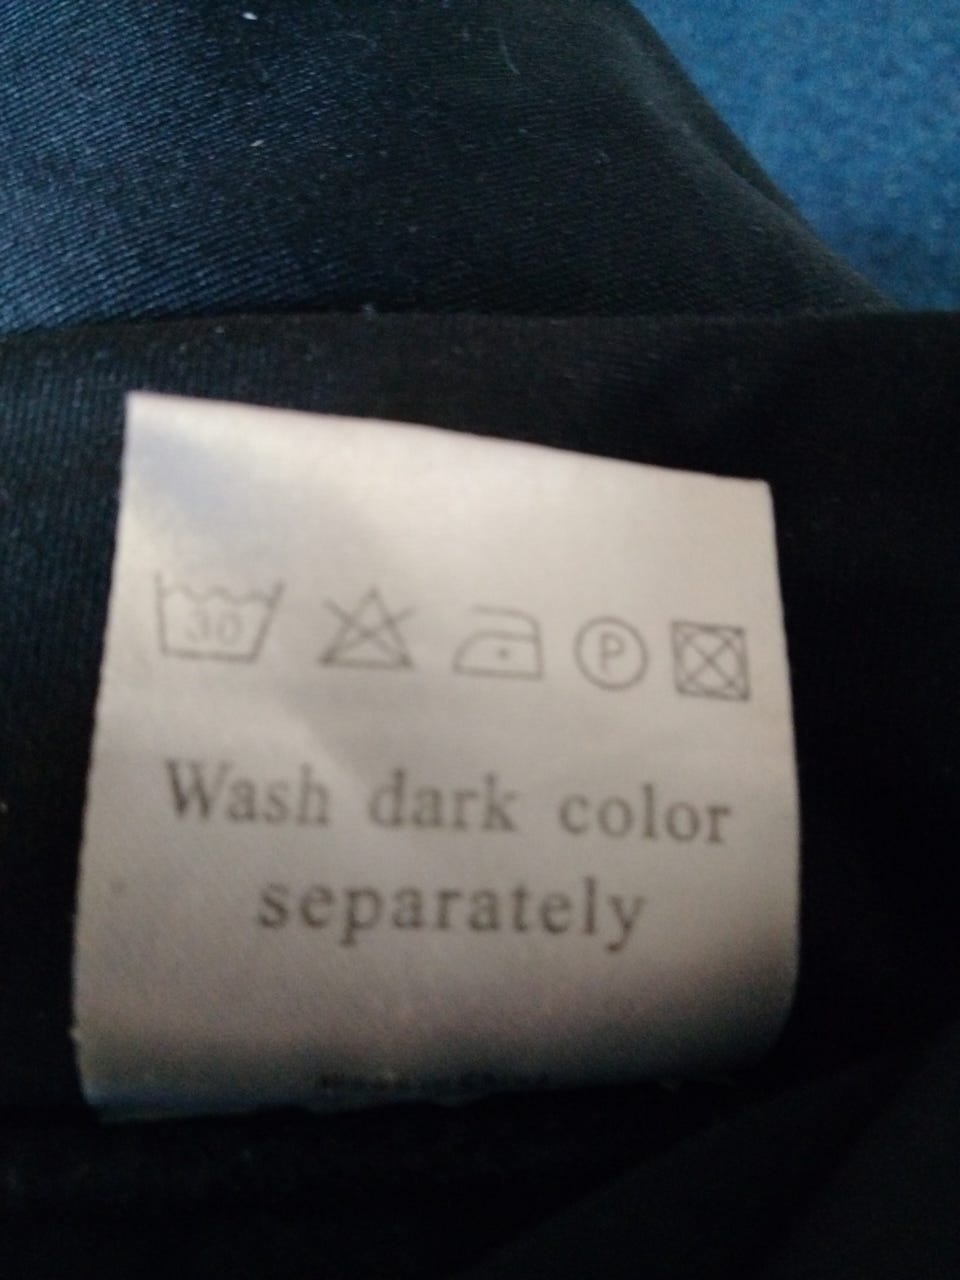 30 P
Wash dark color
separately